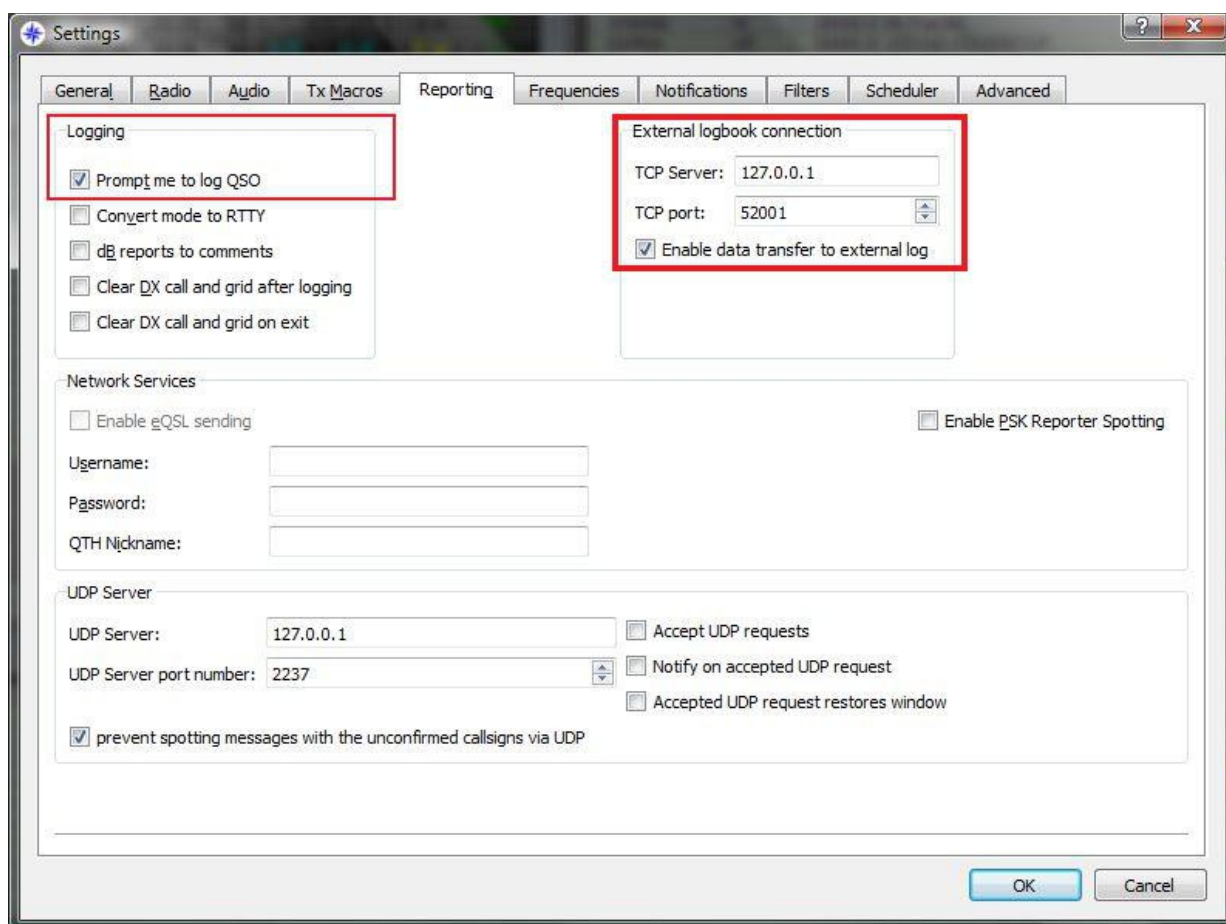 Settings
General Radio Audio Tx Macros Reporting Frequencies Notifications Filters Scheduler Advanced
Logging
Prompt me to log QSO
Convert mode to RTTY
dB reports to comments
Clear DX call and grid after logging
Clear DX call and grid on exit
External logbook connection
TCP Server: 127.0.0.1
TCP port: 52001
Enable data transfer to external log
Network Services
Enable eQSL sending
Enable PSK Reporter Spotting
Username:
Password:
QTH Nickname:
UDP Server
UDP Server: 127.0.0.1
UDP Server port number: 2237
Accept UDP requests
Notify on accepted UDP request
Accepted UDP request restores window
prevent spotting messages with the unconfirmed callsigns via UDP
OK Cancel